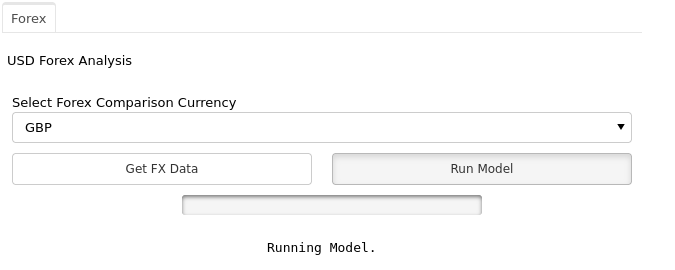 Forex
USD Forex Analysis
Select Forex Comparison Currency
GBP
Get FX Data
Run Model
Running Model.